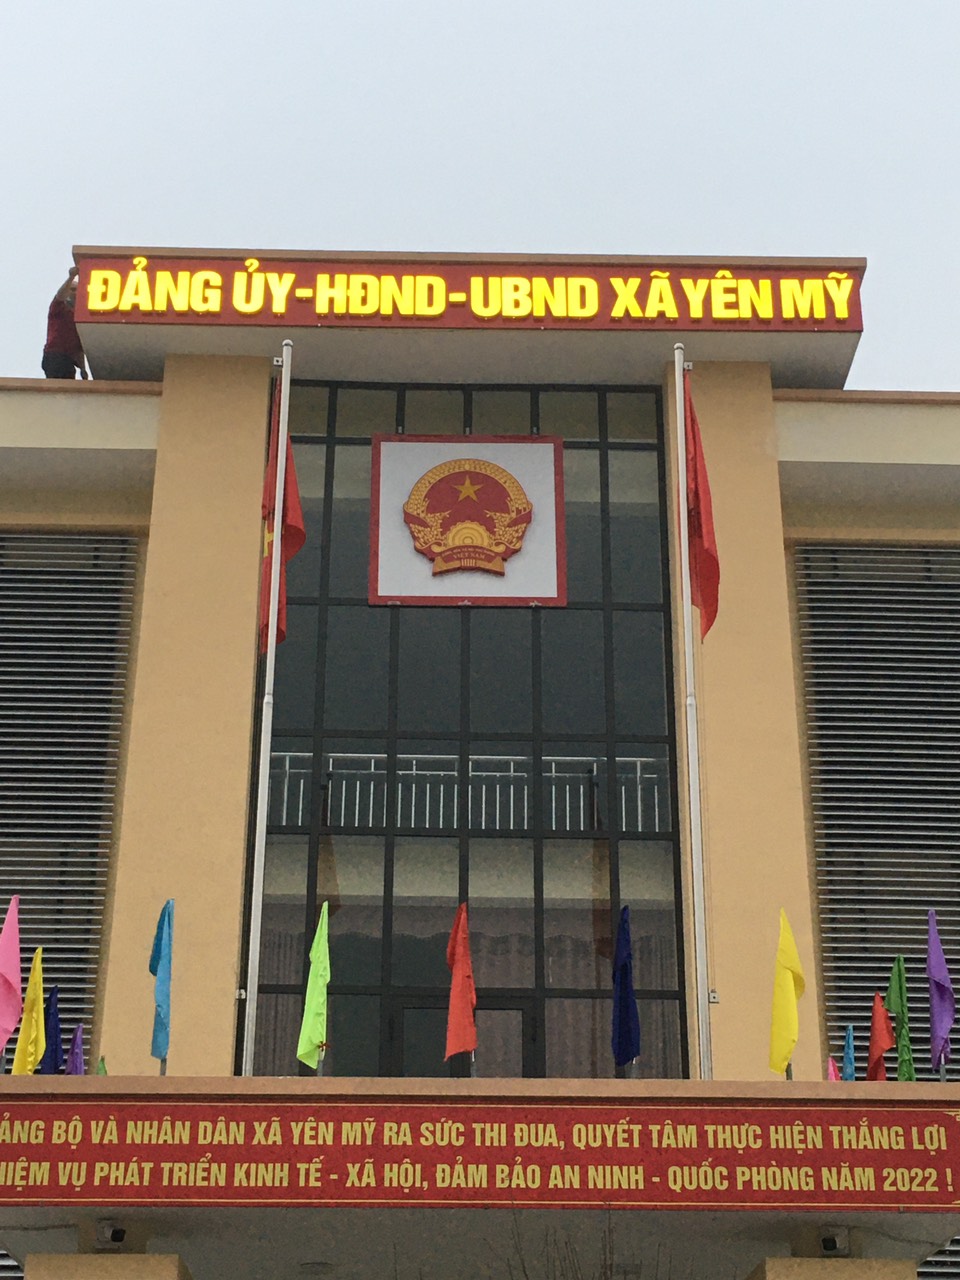 ĐẢNG ỦY-HĐND-UBND XÃ YÊN MỸ
VIỆT NAM
BỘ VÀ NHÂN DÂN XÃ YÊN MỸ RA SỨC THI ĐUA, QUYẾT TÂM THỰC HIỆN THẮNG LỢI
VỤ PHÁT TRIỂN KINH TẾ - XÃ HỘI, ĐẢM BẢO AN NINH - QUỐC PHÒNG NĂM 2022 !